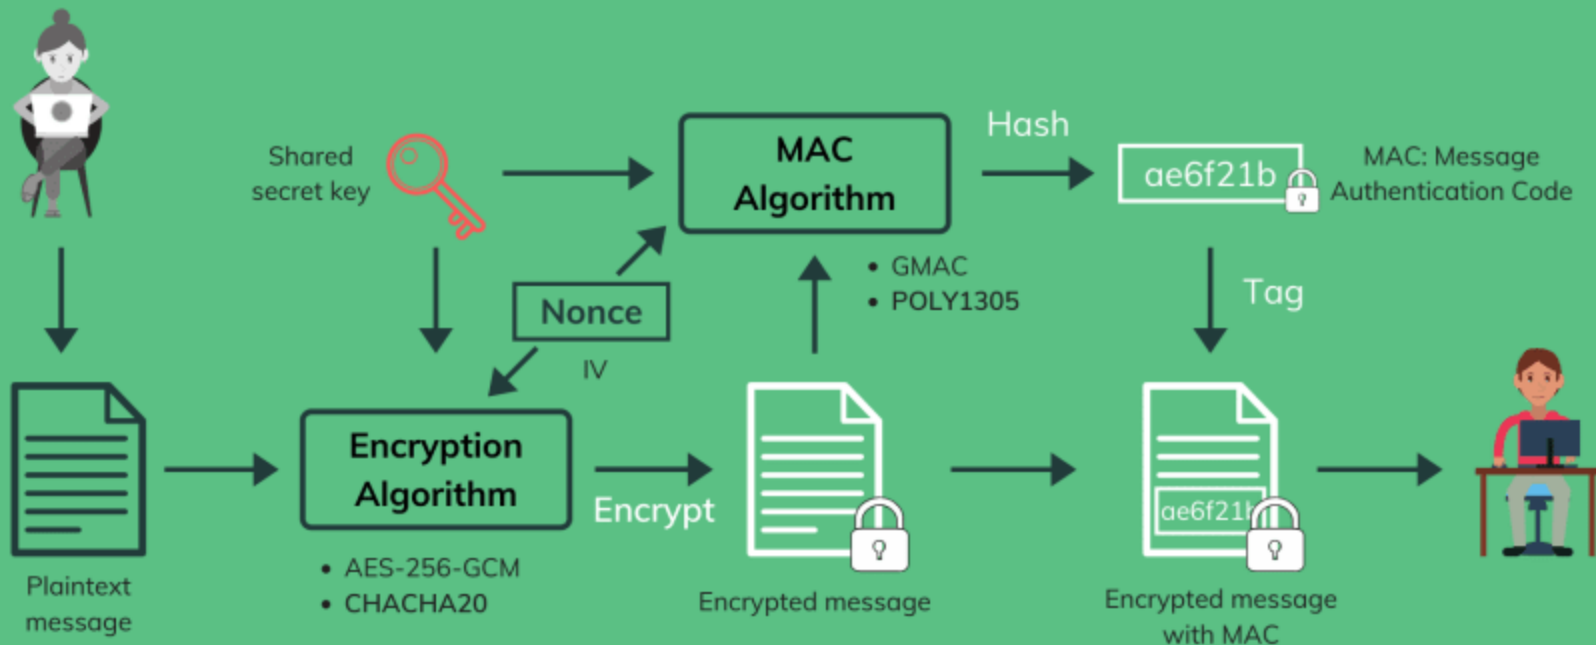 Shared
secret key
MAC
Algorithm
Hash
ae6f21b
MAC: Message
Authentication Code
Nonce
IV
• GMAC
• POLY1305
Tag
Plaintext
message
Encryption
Algorithm
• AES-256-GCM
• CHACHA20
Encrypt
Encrypted message
ae6f21b
Encrypted message
with MAC